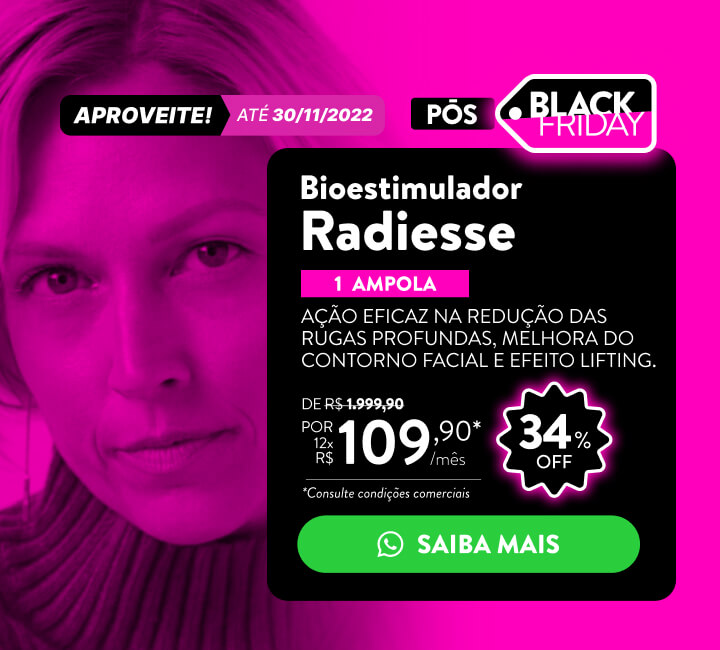 APROVEITE! ATÉ 30/11/2022
PÓS BLACK
FRIDAY
Bioestimulador
Radiesse
1 AMPOLA
AÇÃO EFICAZ NA REDUÇÃO DAS
RUGAS PROFUNDAS, MELHORA DO
CONTORNO FACIAL E EFEITO LIFTING.
DE R$ 1.999,90
POR
12x
R$ 109,90*
/mês
*Consulte condições comerciais
34%
OFF
SAIBA MAIS